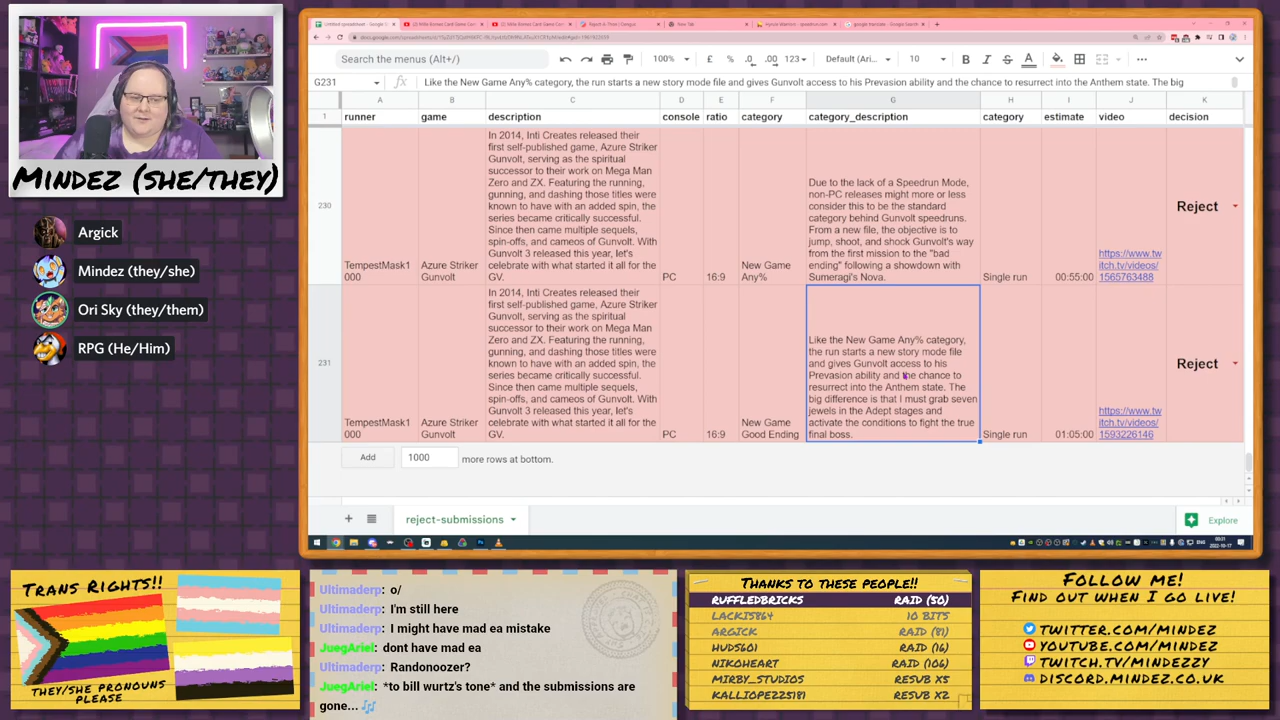 MINDEZ (SHE/THEY)
Argick
Mindez (they/she)
Ori Sky (they/them)
RPG (He/Him)
Search the menus (Alt+/)
100%
£ % .0 .00 123
Default (Ari...
10
B I S A
G231
fx
Like the New Game Any% category, the run starts a new story mode file and gives Gunvolt access to his Prevasion ability and the chance to resurrect into the Anthem state. The big
A B C D E F G H I J K
1 runner game description console ratio category category_description category estimate video decision
230
TempestMask1
000
Azure Striker
Gunvolt
In 2014, Inti Creates released their
first self-published game, Azure
Striker Gunvolt, serving as the
spiritual
successor to their work on Mega Man
Zero and ZX. Featuring the running,
gunning, and dashing those titles were
known to have with an added spin, the
series became critically successful.
Since then came multiple sequels,
spin-offs, and cameos of Gunvolt. With
Gunvolt 3 released this year, let's
celebrate with what started it all for the
GV.
PC
16:9
New Game
Any%
Due to the lack of a Speedrun Mode,
non-PC releases might more or less
consider this to be the standard
category behind Gunvolt speedruns.
From a new file, the objective is to
jump, shoot, and shock Gunvolt's way
from the first mission to the "bad
ending" following a showdown with
Sumeragi's Nova.
Single run
00:55:00
https://www.tw
itch.tv/videos/
1565763488
Reject
231
TempestMask1
000
Azure Striker
Gunvolt
In 2014, Inti Creates released their
first self-published game, Azure
Striker Gunvolt, serving as the
spiritual
successor to their work on Mega Man
Zero and ZX. Featuring the running,
gunning, and dashing those titles were
known to have with an added spin, the
series became critically successful.
Since then came multiple sequels,
spin-offs, and cameos of Gunvolt. With
Gunvolt 3 released this year, let's
celebrate with what started it all for the
GV.
PC
16:9
New Game
Good Ending
Like the New Game Any% category,
the run starts a new story mode file
and gives Gunvolt access to his
Prevasion ability and the chance to
resurrect into the Anthem state. The
big difference is that I must grab seven
jewels in the Adept stages and
activate the conditions to fight the true
final boss.
Single run
01:05:00
https://www.tw
itch.tv/videos/
1593226146
Reject
Add 1000 more rows at bottom.
reject-submissions
Explore
TRANS RIGHTS!!
THEY/SHE PRONOUNS
PLEASE
Ultimaderp: o/
Ultimaderp: I'm still here
Ultimaderp: I might have mad ea mistake
JuegAriel: dont have mad ea
Ultimaderp: Randonoozer?
JuegAriel: *to bill wurtz's tone* and the submissions are
gone... 🎶
THANKS TO THESE PEOPLE!!
RUFFLEDBRICKS RAID (50)
LACKI5864 10 BITS
ARGICK RAID (81)
HUDS601 RAID (16)
NIKOHEART RAID (106)
MIRBY_STUDIOS RESUB X5
KALLIOPE225181 RESUB X2
FOLLOW ME!
FIND OUT WHEN I GO LIVE!
TWITTER.COM/MINDEZ
YOUTUBE.COM/MINDEZ
TWITCH.TV/MINDEZZY
DISCORD.MINDEZ.CO.UK